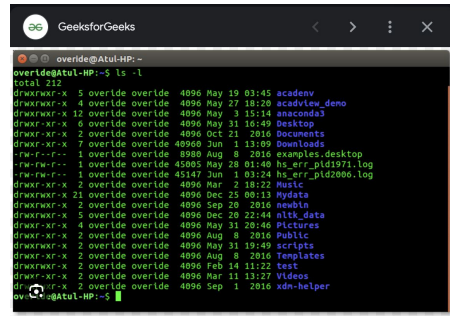 GeeksforGeeks
overide@Atul-HP: ~
overide@Atul-HP:~$ ls -l
total 212
drwxrwxr-x 5 overide overide 4096 May 19 03:45 acadenv
drwxrwxr-x 4 overide overide 4096 May 27 18:20 acadview_demo
drwxrwxr-x 12 overide overide 4096 May 3 15:14 anaconda3
drwxr-xr-x 6 overide overide 4096 May 31 16:49 Desktop
drwxr-xr-x 2 overide overide 4096 Oct 21 2016 Documents
drwxr-xr-x 7 overide overide 40960 Jun 1 13:09 Downloads
-rw-r--r-- 1 overide overide 8980 Aug 8 2016 examples.desktop
-rw-rw-r-- 1 overide overide 45005 May 28 01:40 hs_err_pid1971.log
-rw-rw-r-- 1 overide overide 45147 Jun 1 03:24 hs_err_pid2006.log
drwxr-xr-x 2 overide overide 4096 Mar 2 18:22 Music
drwxrwxr-x 21 overide overide 4096 Dec 25 00:13 Mydata
drwxrwxr-x 2 overide overide 4096 Sep 20 2016 newbin
drwxrwxr-x 5 overide overide 4096 Dec 20 22:44 nltk_data
drwxr-xr-x 4 overide overide 4096 May 31 20:46 Pictures
drwxr-xr-x 2 overide overide 4096 Aug 8 2016 Public
drwxrwxr-x 2 overide overide 4096 May 31 19:49 scripts
drwxr-xr-x 2 overide overide 4096 Aug 8 2016 Templates
drwxrwxr-x 2 overide overide 4096 Feb 14 11:22 test
drwxr-xr-x 2 overide overide 4096 Mar 11 13:27 Videos
2 overide overide 4096 Sep 1 2016 xdm-helper
@Atul-HP:~$